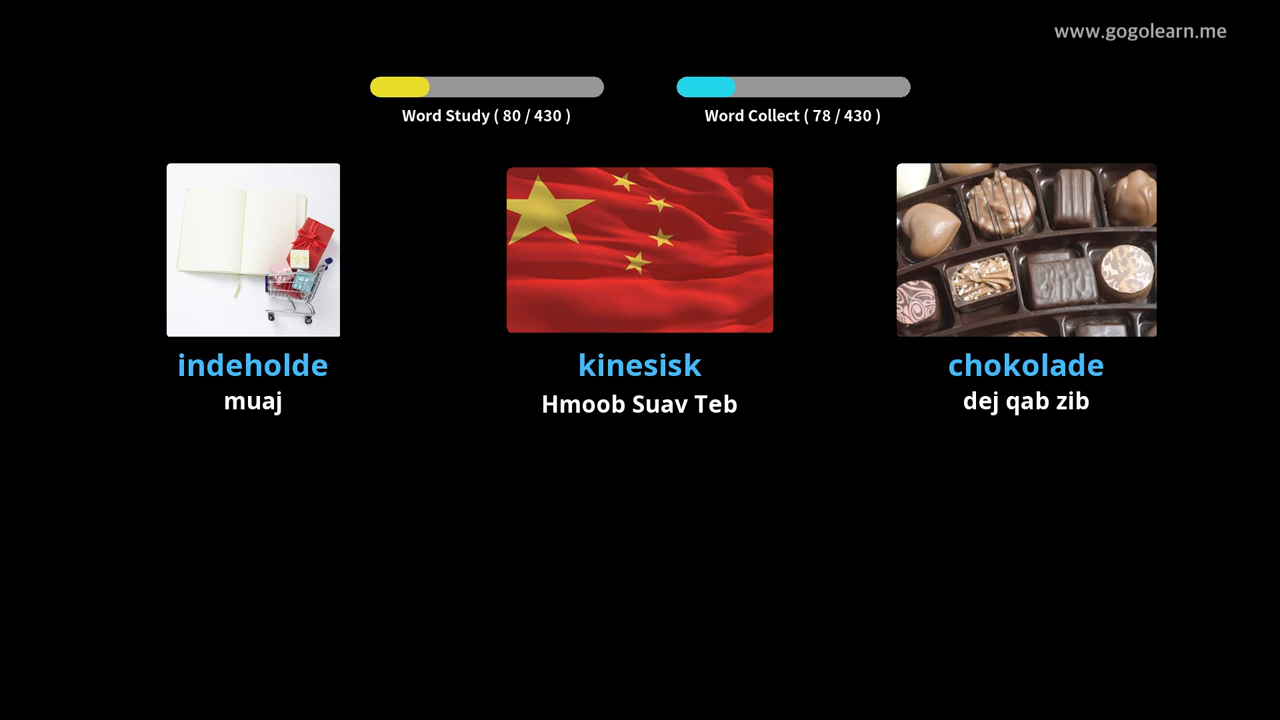 www.gogolearn.me
Word Study ( 80 / 430 )
Word Collect ( 78 / 430 )
indeholde
muaj
kinesisk
Hmoob Suav Teb
chokolade
dej qab zib